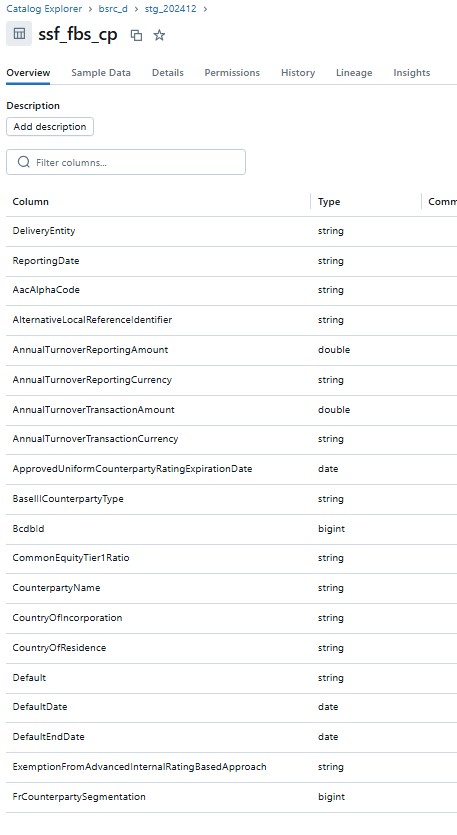 Catalog Explorer > bsrc_d > stg_202412 >
ssf_fbs_cp
Overview Sample Data Details Permissions History Lineage Insights
Description
Add description
Filter columns...
Column Type Comm
DeliveryEntity string
ReportingDate string
AacAlphaCode string
AlternativeLocalReferenceIdentifier string
AnnualTurnoverReportingAmount double
AnnualTurnoverReportingCurrency string
AnnualTurnoverTransactionAmount double
AnnualTurnoverTransactionCurrency string
ApprovedUniformCounterpartyRatingExpirationDate date
BaseIIICounterpartyType string
BcdbId bigint
CommonEquityTier1Ratio string
CounterpartyName string
CountryOfIncorporation string
CountryOfResidence string
Default string
DefaultDate date
DefaultEndDate date
ExemptionFromAdvancedInternalRatingBasedApproach string
FrCounterpartySegmentation bigint